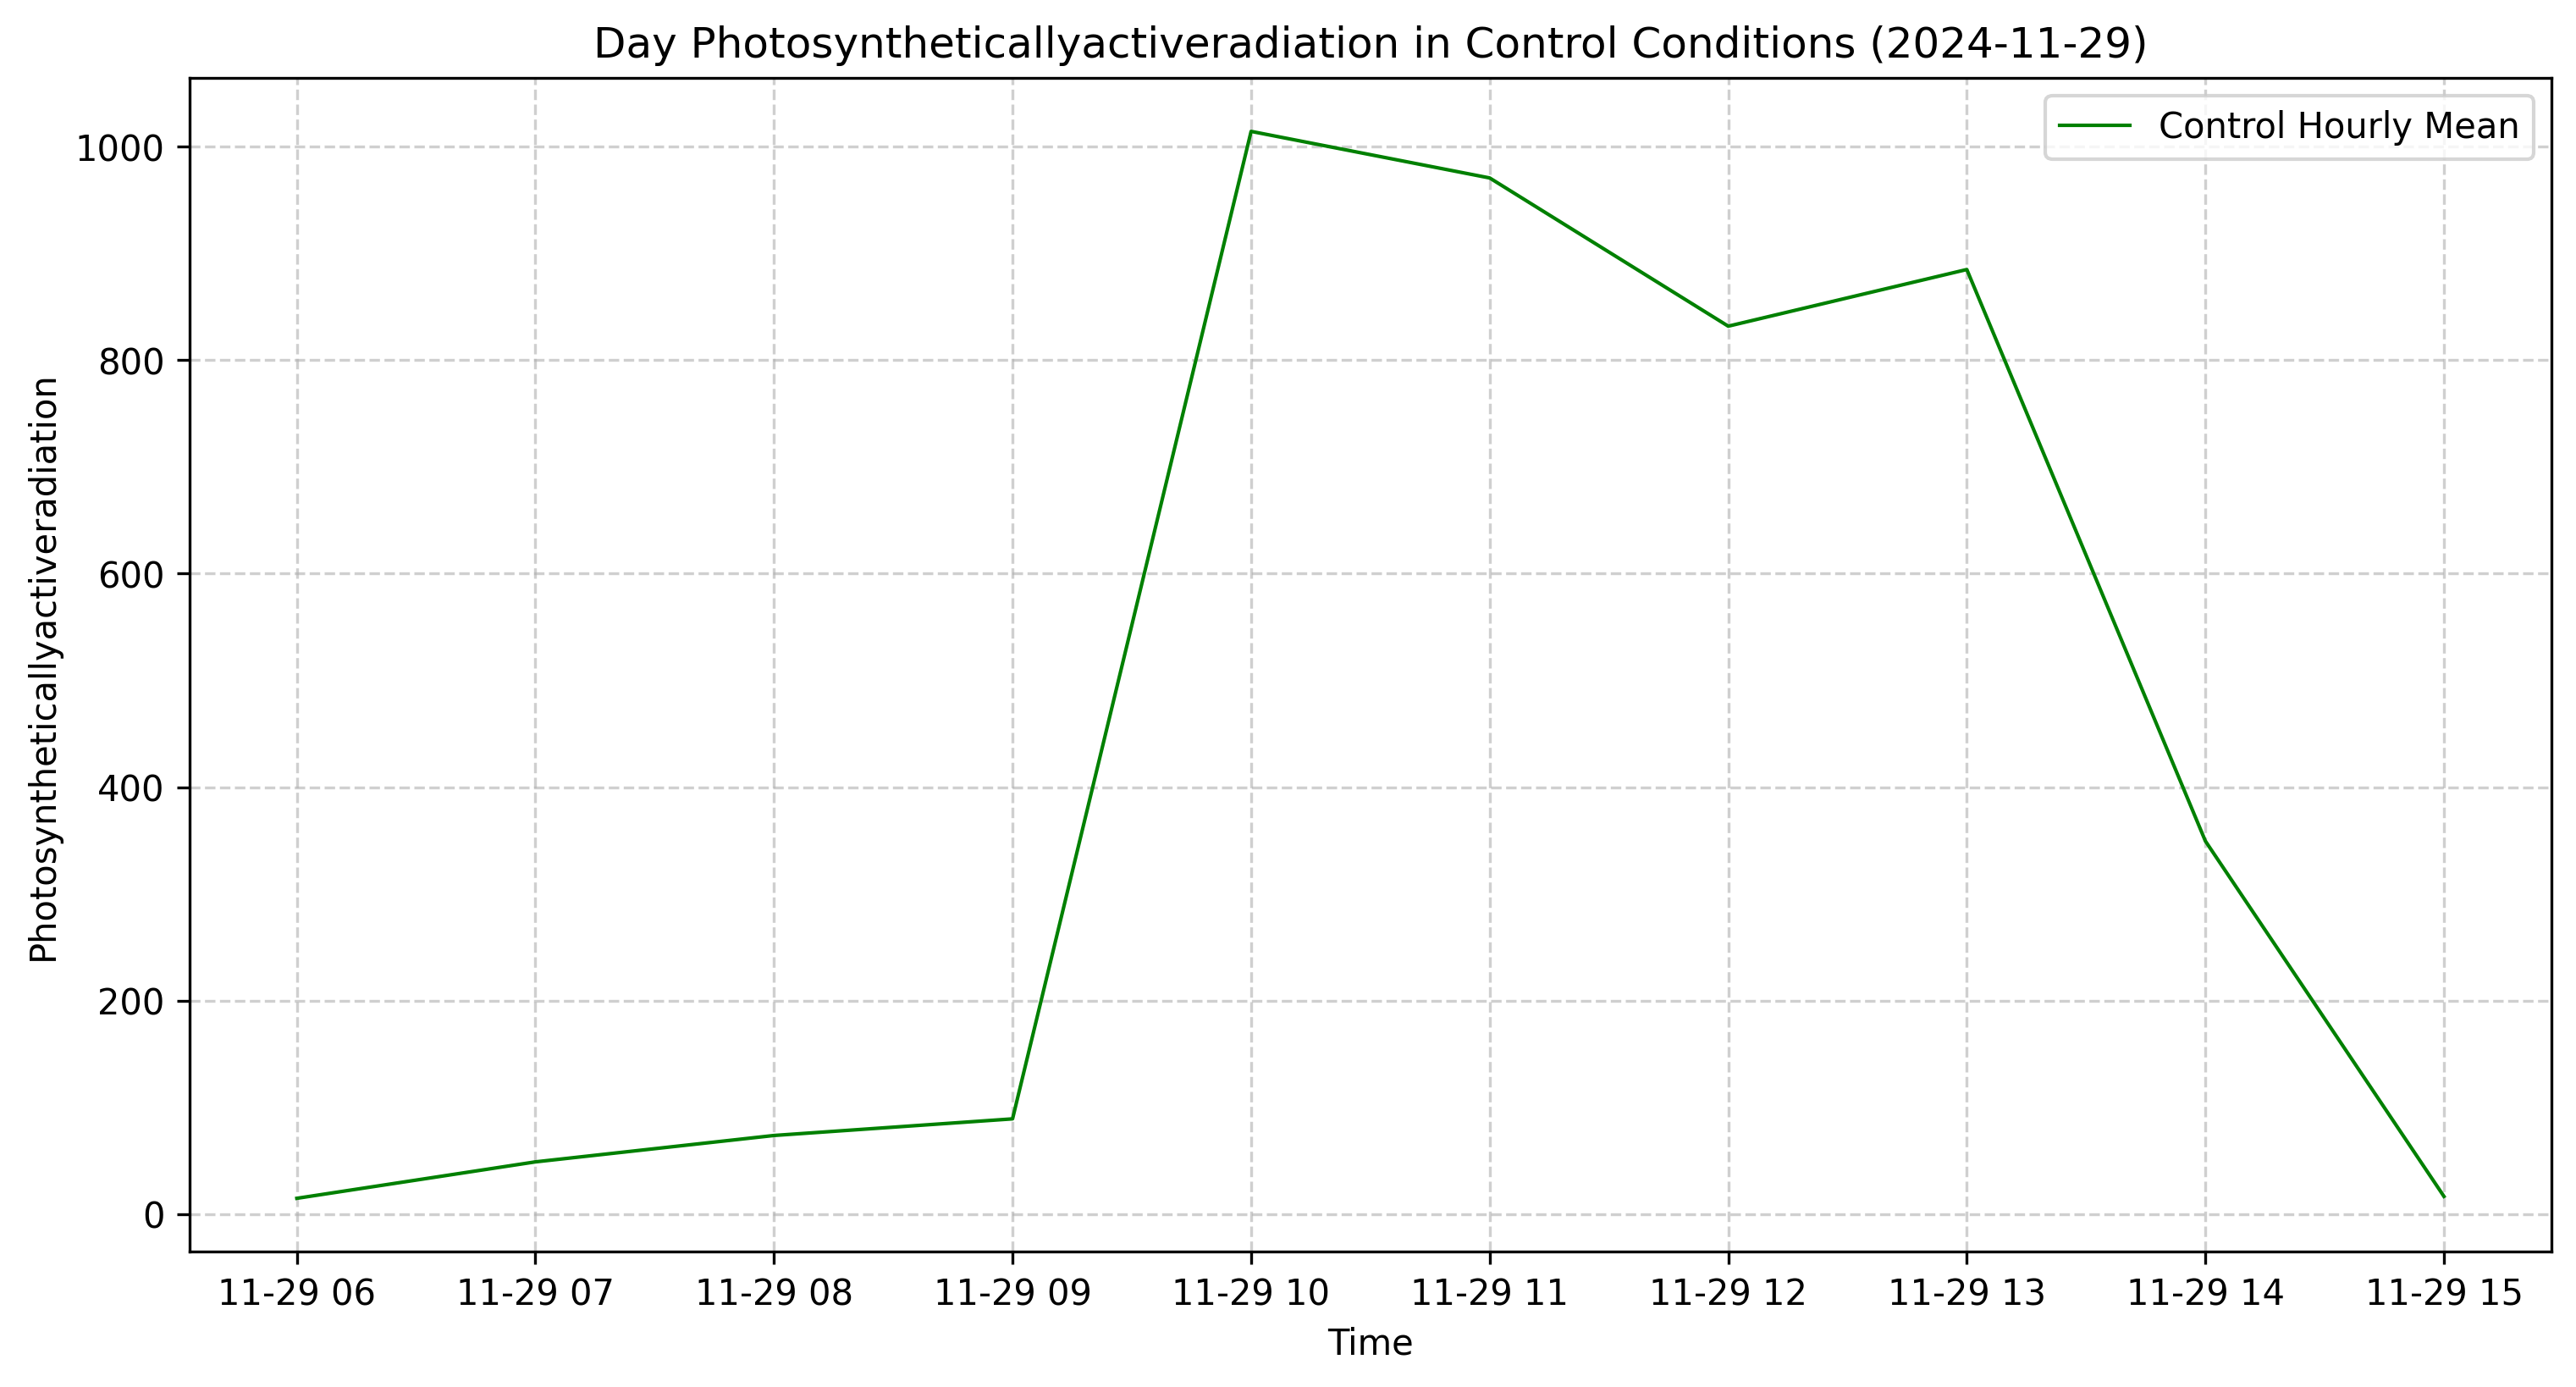 Day Photosyntheticallyactiveradiation in Control Conditions (2024-11-29)
Control Hourly Mean
Photosyntheticallyactiveradiation
1000
800
600
400
200
0
11-29 06 11-29 07 11-29 08 11-29 09 11-29 10 11-29 11 11-29 12 11-29 13 11-29 14 11-29 15
Time